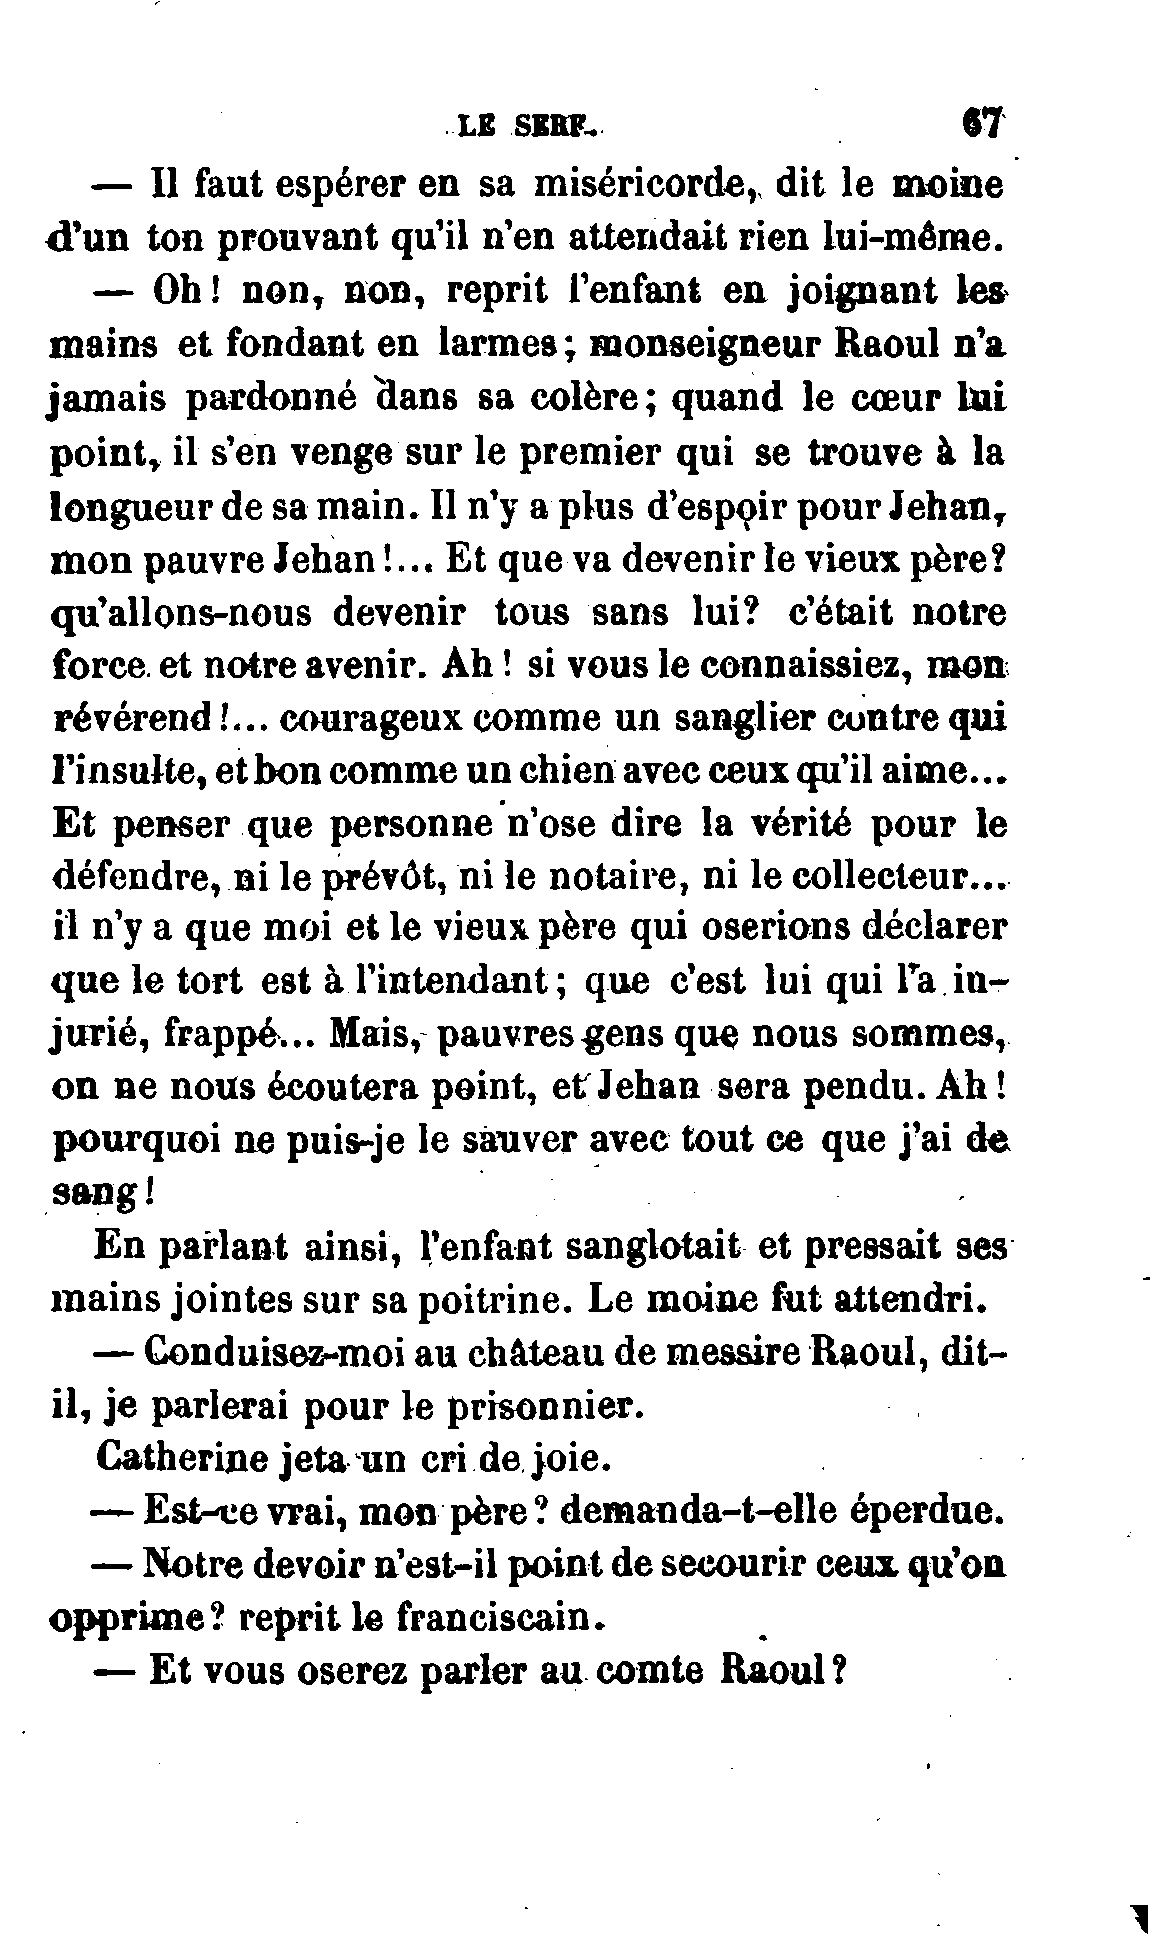 LE SERF. 67
— Il faut espérer en sa miséricorde, dit le moine
d'un ton prouvant qu'il n'en attendait rien lui-même.
— Oh! non, non, reprit l'enfant en joignant les
mains et fondant en larmes; monseigneur Raoul n'a
jamais pardonné dans sa colère; quand le cœur lui
point, il s'en venge sur le premier qui se trouve à la
longueur de sa main. Il n'y a plus d'espoir pour Jehan,
mon pauvre Jehan!... Et que va devenir le vieux père?
qu'allons-nous devenir tous sans lui? c'était notre
force et notre avenir. Ah! si vous le connaissiez, mon
révérend!... courageux comme un sanglier contre qui
l'insulte, et bon comme un chien avec ceux qu'il aime...
Et penser que personne n'ose dire la vérité pour le
défendre, ni le prévôt, ni le notaire, ni le collecteur...
il n'y a que moi et le vieux père qui oserions déclarer
que le tort est à l'intendant; que c'est lui qui l'a in-
jurié, frappé... Mais, pauvres gens que nous sommes,
on ne nous écoutera point, et Jehan sera pendu. Ah!
pourquoi ne puis-je le sauver avec tout ce que j'ai de
sang!
En parlant ainsi, l'enfant sanglotait et pressait ses
mains jointes sur sa poitrine. Le moine fut attendri.
— Conduisez-moi au château de messire Raoul, dit-
il, je parlerai pour le prisonnier.
Catherine jeta un cri de joie.
— Est-ce vrai, mon père? demanda-t-elle éperdue.
— Notre devoir n'est-il point de secourir ceux qu'on
opprime? reprit le franciscain.
— Et vous oserez parler au comte Raoul?